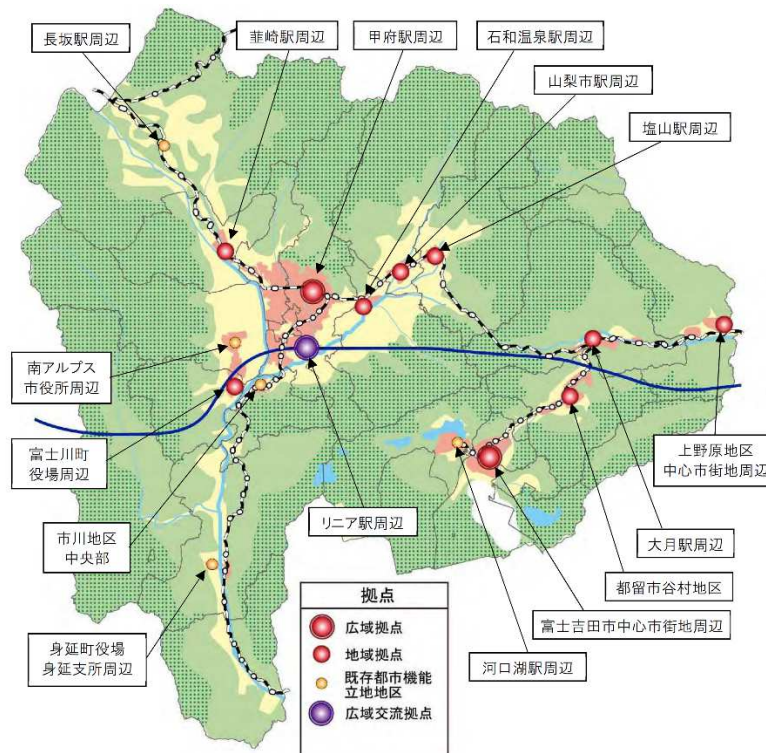 長坂駅周辺
韮崎駅周辺
甲府駅周辺
石和温泉駅周辺
山梨市駅周辺
塩山駅周辺
南アルプス
市役所周辺
富士川町
役場周辺
市川地区
中央部
身延町役場
身延支所周辺
リニア駅周辺
上野原地区
中心市街地周辺
大月駅周辺
都留市谷村地区
富士吉田市中心市街地周辺
河口湖駅周辺
拠点
広域拠点
地域拠点
既存都市機能
立地地区
広域交流拠点